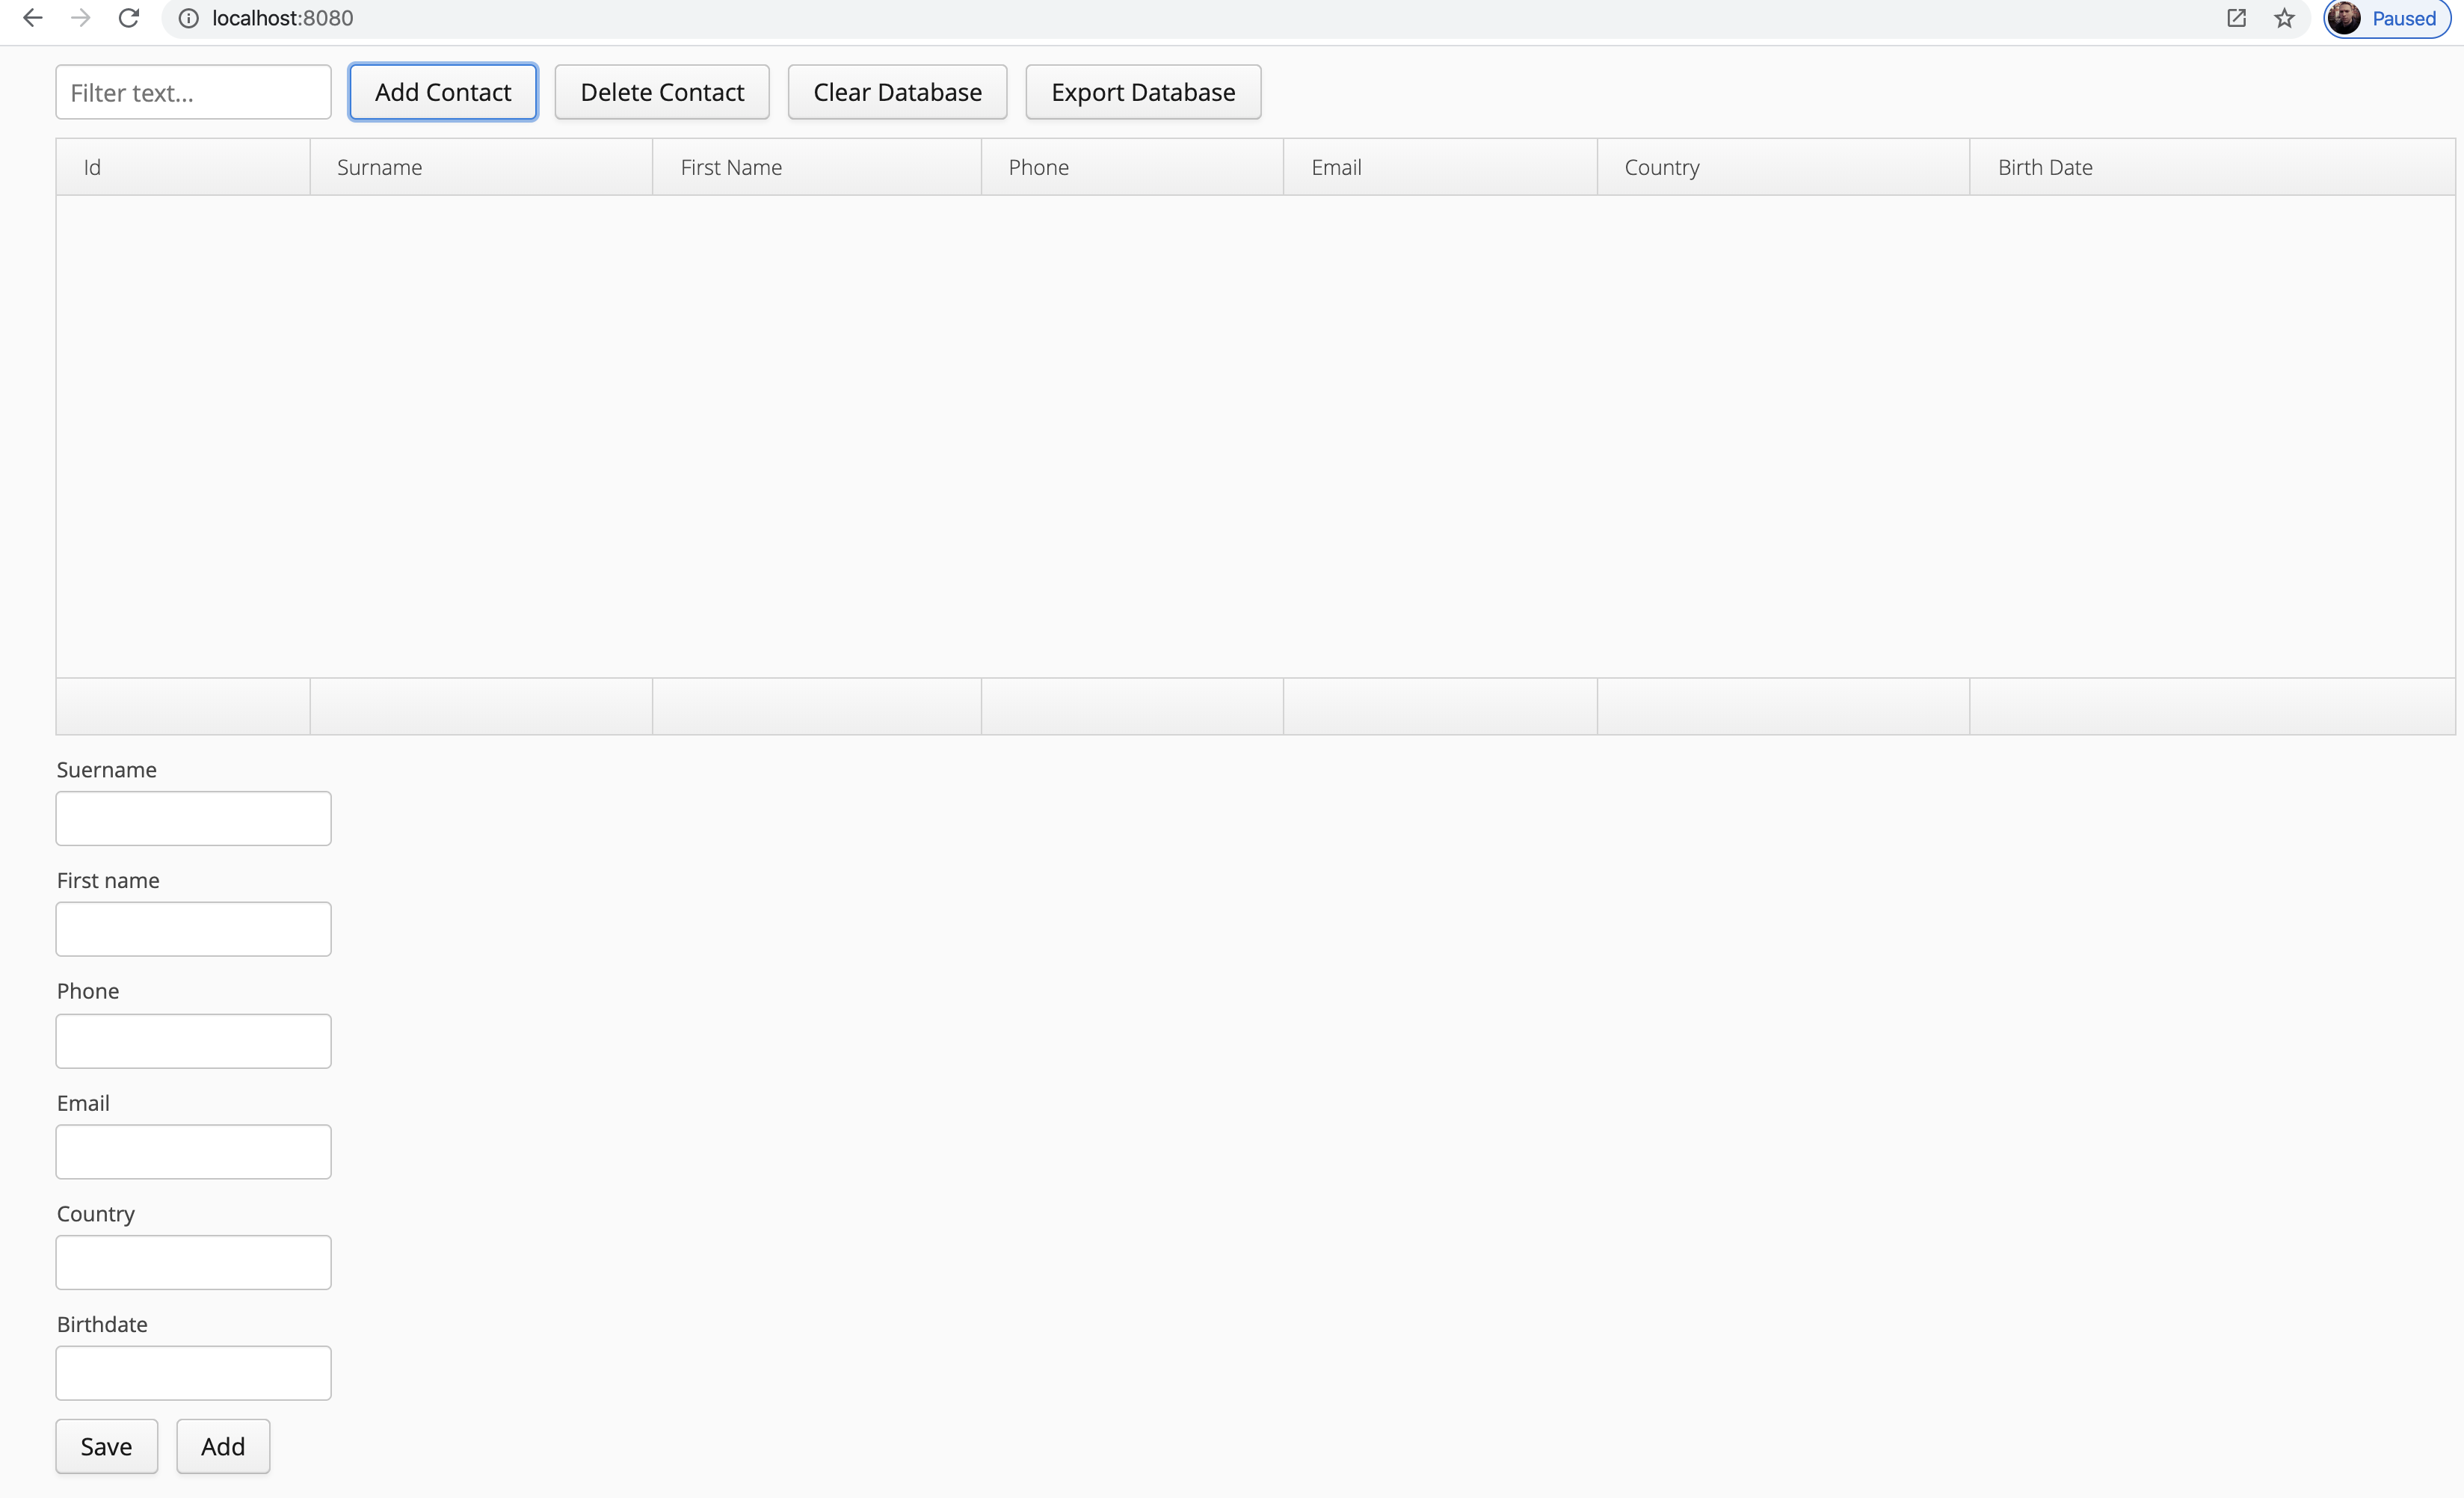 localhost:8080
Paused
Filter text... Add Contact Delete Contact Clear Database Export Database
Id Surname First Name Phone Email Country Birth Date
Suername
First name
Phone
Email
Country
Birthdate
Save Add